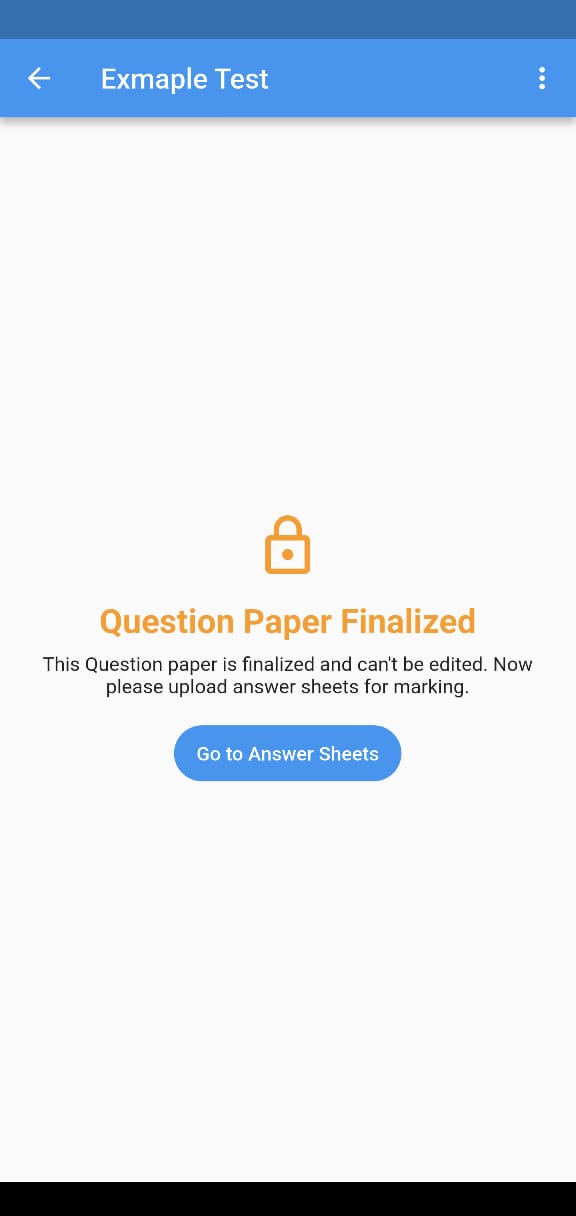 Exmaple Test
Question Paper Finalized
This Question paper is finalized and can't be edited. Now
please upload answer sheets for marking.
Go to Answer Sheets